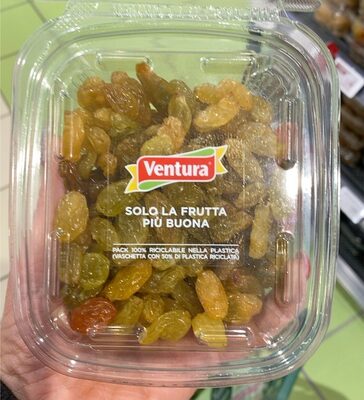 Ventura
SOLO LA FRUTTA
PIÙ BUONA
PACK 100% RICICLABILE NELLA PLASTICA
(VASCHETTA CON 50% DI PLASTICA RICICLATA)